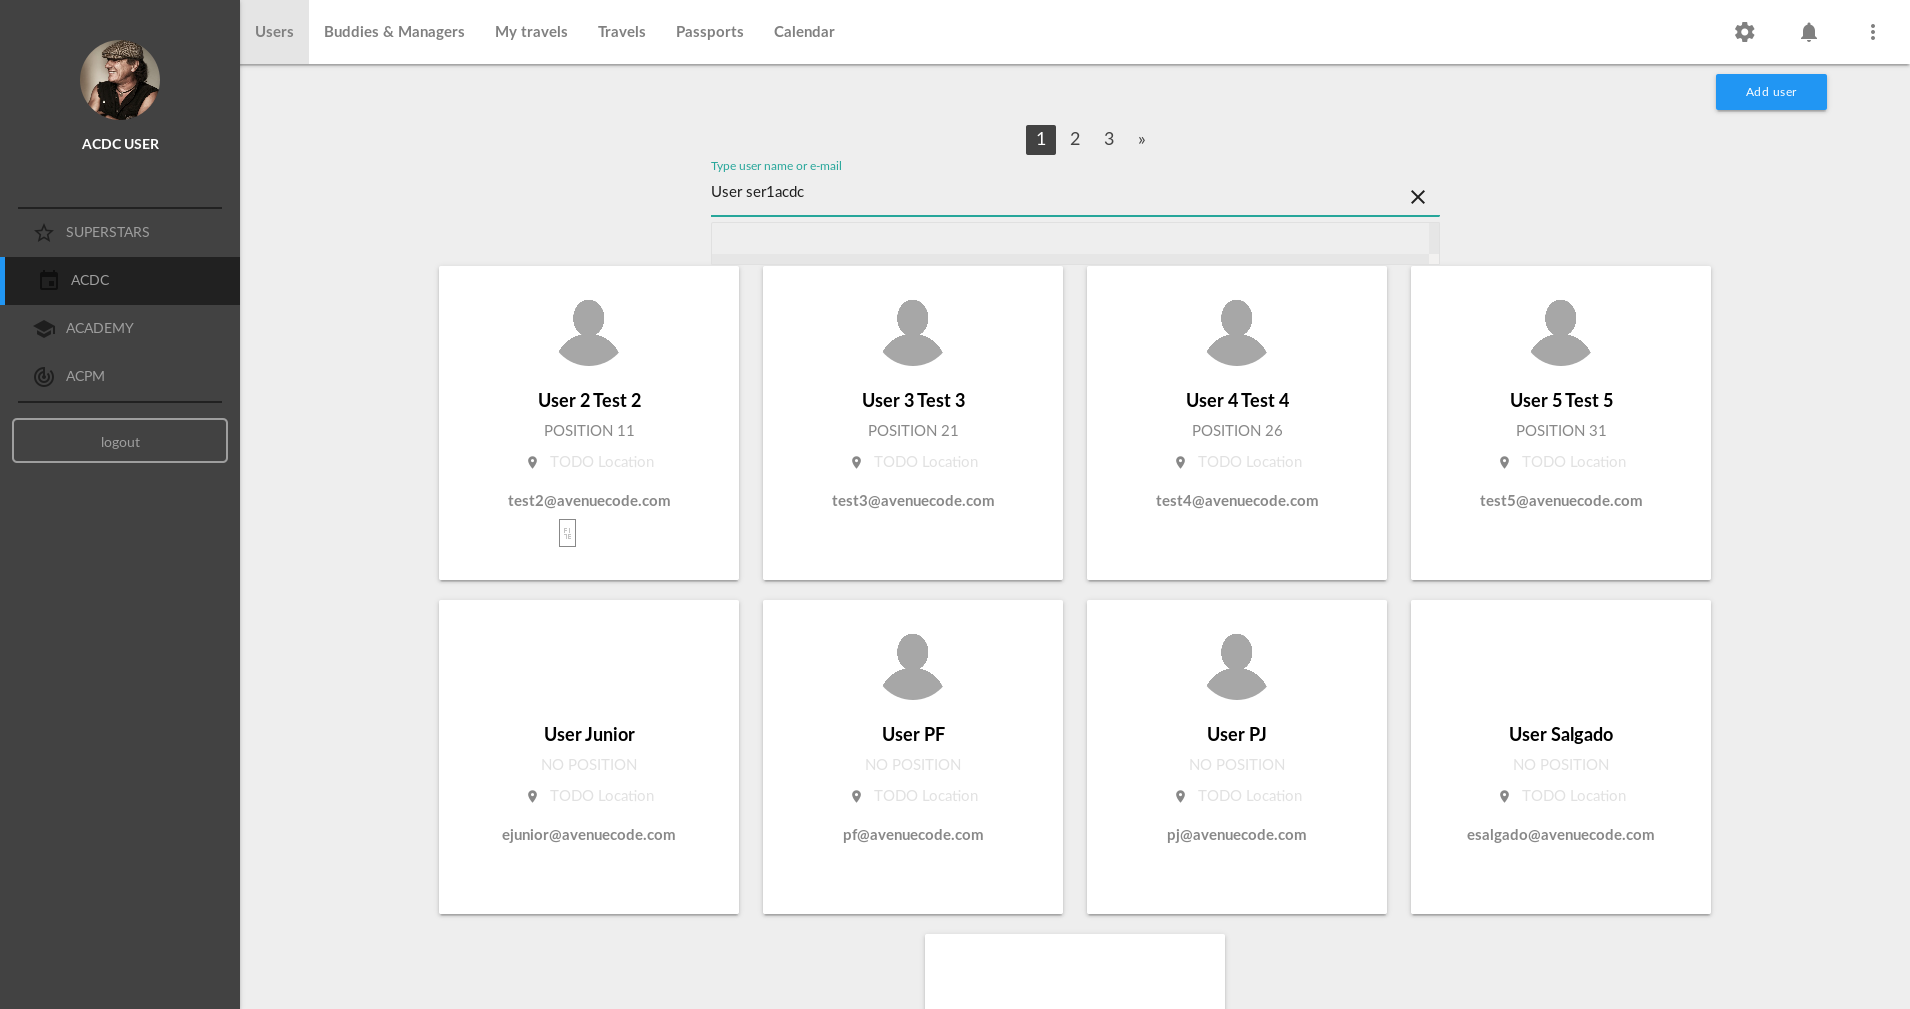 ACDC USER
SUPERSTARS
ACDC
ACADEMY
ACPM
logout
Users Buddies & Managers My travels Travels Passports Calendar
Add user
1 2 3 »
Type user name or e-mail
User ser1acdc
User 2 Test 2
POSITION 11
TODO Location
test2@avenuecode.com
User 3 Test 3
POSITION 21
TODO Location
test3@avenuecode.com
User 4 Test 4
POSITION 26
TODO Location
test4@avenuecode.com
User 5 Test 5
POSITION 31
TODO Location
test5@avenuecode.com
User Junior
NO POSITION
TODO Location
ejunior@avenuecode.com
User PF
NO POSITION
TODO Location
pf@avenuecode.com
User PJ
NO POSITION
TODO Location
pj@avenuecode.com
User Salgado
NO POSITION
TODO Location
esalgado@avenuecode.com